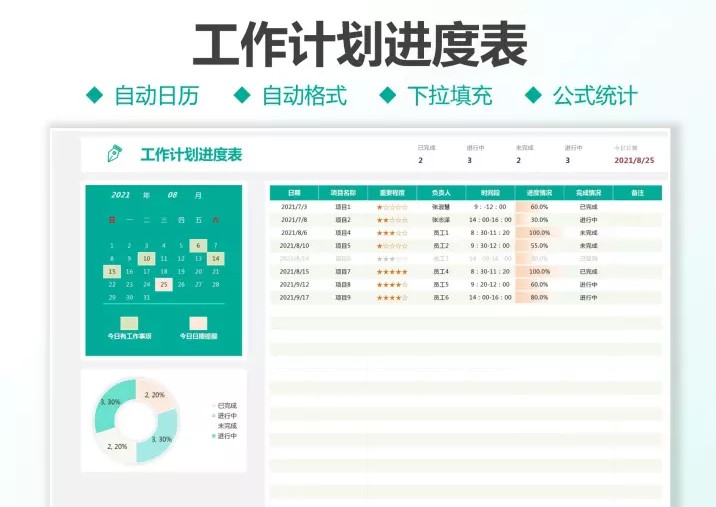 工作计划进度表
◆ 自动日历 ◆ 自动格式 ◆ 下拉填充 ◆ 公式统计
工作计划进度表
已完成 进行中 未完成 进行中 今日日期
2 3 2 3 2021/8/25
2021 年 08 月
日 一 二 三 四 五 六
1 2 3 4 5 6 7
8 9 10 11 12 13 14
15 16 17 18 19 20 21
22 23 24 25 26 27 28
29 30 31
今日有工作事项 今日日期提醒
日期 项目名称 重要程度 负责人 时间段 进度情况 完成情况 备注
2021/7/3 项目1 ★☆☆☆☆ 张淑慧 9：-12：00 60.0% 已完成
2021/7/8 项目2 ★★☆☆☆ 张志泽 14：00-16：00 30.0% 进行中
2021/8/6 项目4 ★★★☆☆ 员工1 8：30-11：20 100.0% 未完成
2021/8/10 项目5 ★★☆☆☆ 员工2 9：30-12：00 55.0% 未完成
2021/8/14 ★★★☆☆ 14：00-16：00
2021/8/15 项目7 ★★★★★ 员工4 8：30-11：20 100.0% 已完成
2021/9/12 项目8 ★★★★☆ 员工5 9：30-12：00 60.0% 进行中
2021/9/17 项目9 ★★★★☆ 员工6 14：00-16：00 80.0% 进行中
3, 30% 2, 20%
2, 20% 3, 30%
已完成
进行中
未完成
进行中